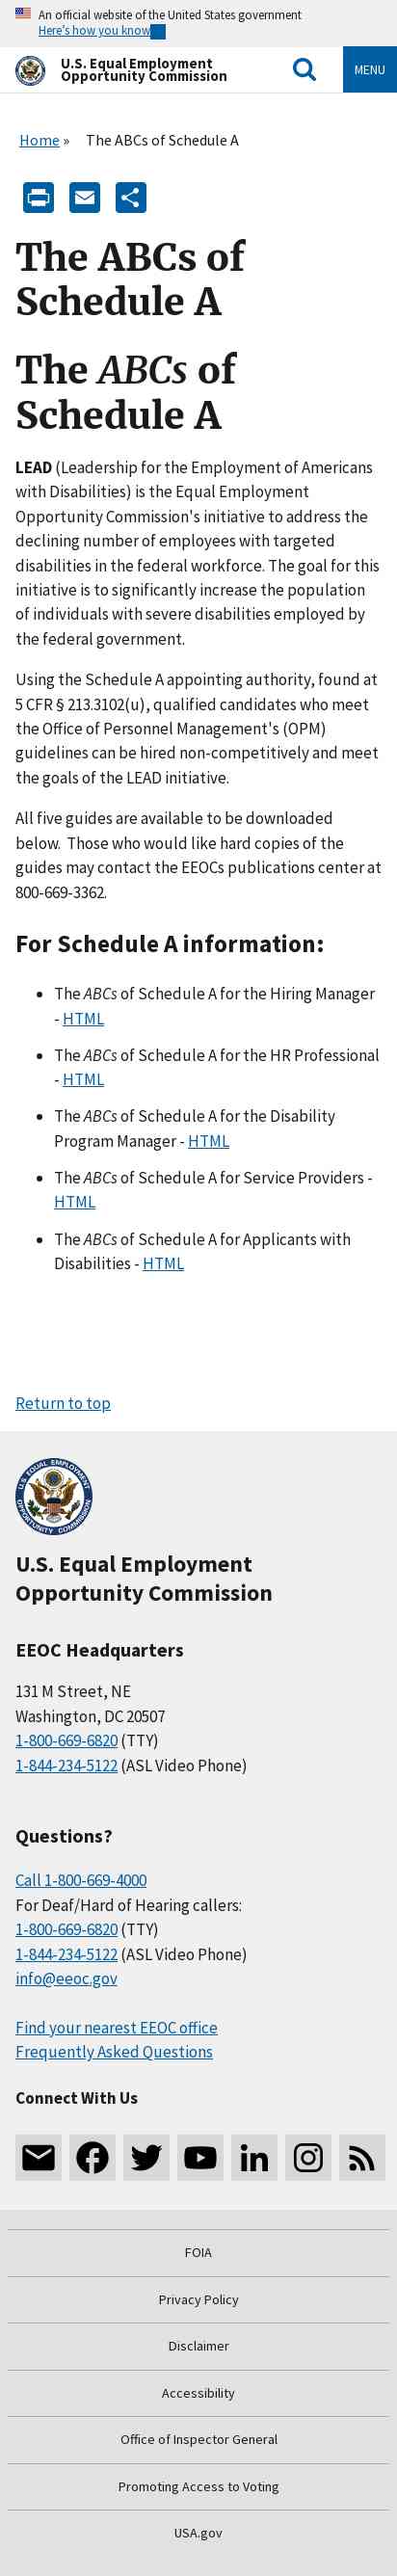 An official website of the United States government
Here's how you know
U.S. Equal Employment
Opportunity Commission
MENU
Home » The ABCs of Schedule A
The ABCs of
Schedule A
The ABCs of
Schedule A
LEAD (Leadership for the Employment of Americans
with Disabilities) is the Equal Employment
Opportunity Commission's initiative to address the
declining number of employees with targeted
disabilities in the federal workforce. The goal for this
initiative is to significantly increase the population
of individuals with severe disabilities employed by
the federal government.
Using the Schedule A appointing authority, found at
5 CFR § 213.3102(u), qualified candidates who meet
the Office of Personnel Management's (OPM)
guidelines can be hired non-competitively and meet
the goals of the LEAD initiative.
All five guides are available to be downloaded
below. Those who would like hard copies of the
guides may contact the EEOCs publications center at
800-669-3362.
For Schedule A information:
The ABCs of Schedule A for the Hiring Manager
- HTML
The ABCs of Schedule A for the HR Professional
- HTML
The ABCs of Schedule A for the Disability
Program Manager - HTML
The ABCs of Schedule A for Service Providers -
HTML
The ABCs of Schedule A for Applicants with
Disabilities - HTML
Return to top
U.S. EQUAL EMPLOYMENT OPPORTUNITY COMMISSION
U.S. Equal Employment
Opportunity Commission
EEOC Headquarters
131 M Street, NE
Washington, DC 20507
1-800-669-6820 (TTY)
1-844-234-5122 (ASL Video Phone)
Questions?
Call 1-800-669-4000
For Deaf/Hard of Hearing callers:
1-800-669-6820 (TTY)
1-844-234-5122 (ASL Video Phone)
info@eeoc.gov
Find your nearest EEOC office
Frequently Asked Questions
Connect With Us
FOIA
Privacy Policy
Disclaimer
Accessibility
Office of Inspector General
Promoting Access to Voting
USA.gov